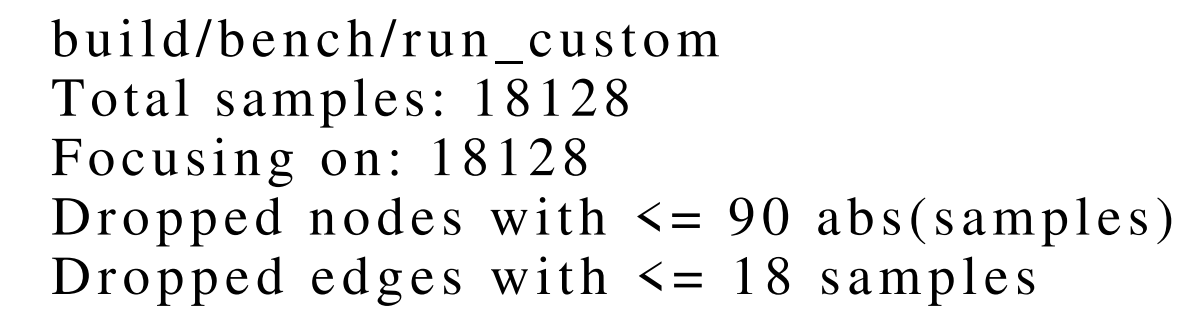 build/bench/run_custom
Total samples: 18128
Focusing on: 18128
Dropped nodes with <= 90 abs(samples)
Dropped edges with <= 18 samples